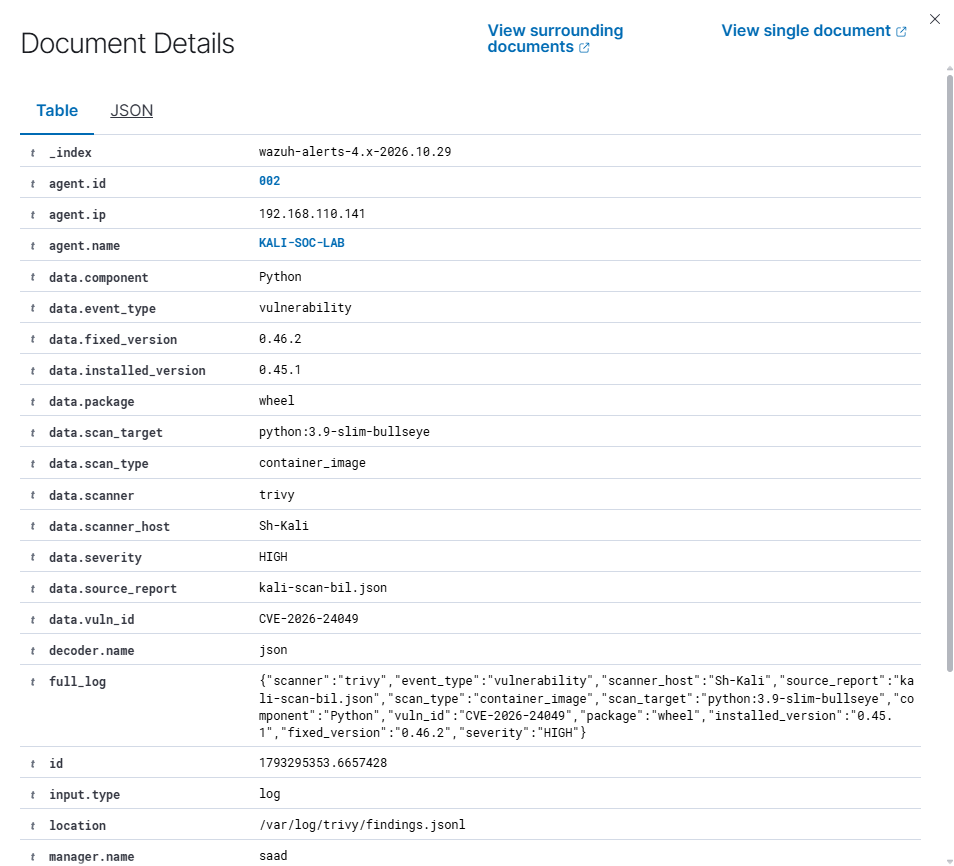 Document Details
View surrounding
documents
View single document
Table
JSON
t _index wazuh-alerts-4.x-2026.10.29
t agent.id 002
t agent.ip 192.168.110.141
t agent.name KALI-SOC-LAB
t data.component Python
t data.event_type vulnerability
t data.fixed_version 0.46.2
t data.installed_version 0.45.1
t data.package wheel
t data.scan_target python:3.9-slim-bullseye
t data.scan_type container_image
t data.scanner trivy
t data.scanner_host Sh-Kali
t data.severity HIGH
t data.source_report kali-scan-bil.json
t data.vuln_id CVE-2026-24049
t decoder.name json
t full_log {"scanner":"trivy","event_type":"vulnerability","scanner_host":"Sh-Kali","source_report":"ka
li-scan-bil.json","scan_type":"container_image","scan_target":"python:3.9-slim-bullseye","co
mponent":"Python","vuln_id":"CVE-2026-24049","package":"wheel","installed_version":"0.45.
1","fixed_version":"0.46.2","severity":"HIGH"}
t id 1793295353.6657428
t input.type log
t location /var/log/trivy/findings.jsonl
t manager.name saad